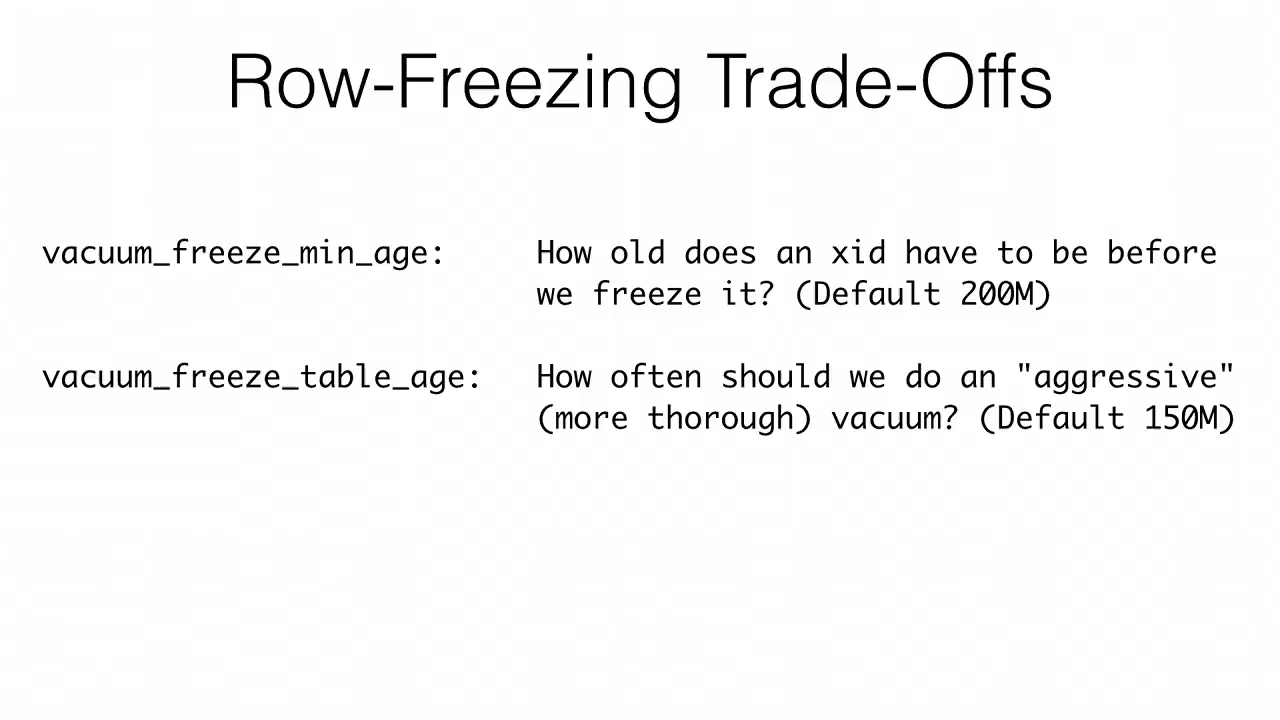 Row-Freezing Trade-Offs
vacuum_freeze_min_age: How old does an xid have to be before
we freeze it? (Default 200M)
vacuum_freeze_table_age: How often should we do an "aggressive"
(more thorough) vacuum? (Default 150M)